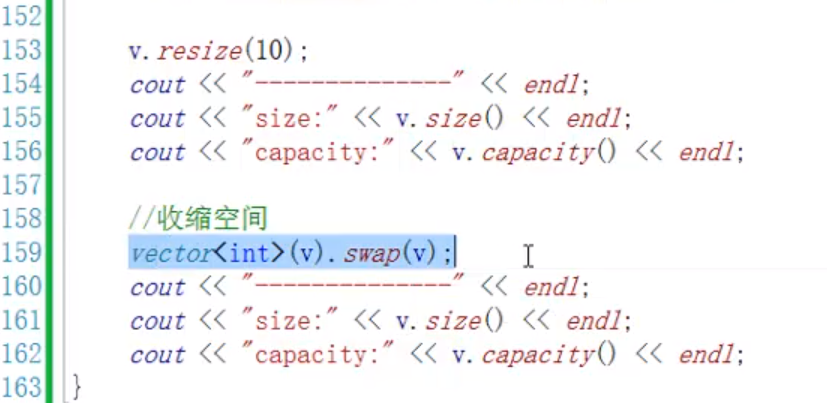 152
153 v.resize(10);
154 cout << "--------------" << endl;
155 cout << "size:" << v.size() << endl;
156 cout << "capacity:" << v.capacity() << endl;
157
158 //收缩空间
159 vector<int>(v).swap(v);
160 cout << "--------------" << endl;
161 cout << "size:" << v.size() << endl;
162 cout << "capacity:" << v.capacity() << endl;
163 }